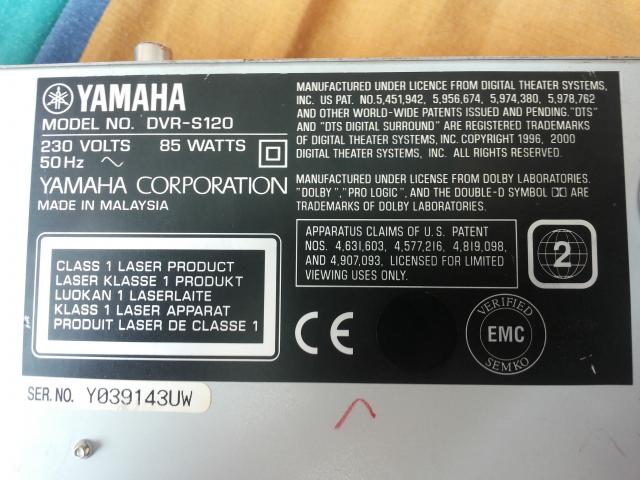 YAMAHA
MODEL NO. DVR-S120
230 VOLTS 85 WATTS
50 Hz ~
YAMAHA CORPORATION
MADE IN MALAYSIA
CLASS 1 LASER PRODUCT
LASER KLASSE 1 PRODUKT
LUOKAN 1 LASERLAITE
KLASS 1 LASER APPARAT
PRODUIT LASER DE CLASSE 1
MANUFACTURED UNDER LICENCE FROM DIGITAL THEATER SYSTEMS,
INC. US PAT. NO.5,451,942, 5,956,674, 5,974,380, 5,978,762
AND OTHER WORLD-WIDE PATENTS ISSUED AND PENDING."DTS"
AND "DTS DIGITAL SURROUND" ARE REGISTERED TRADEMARKS
OF DIGITAL THEATER SYSTEMS, INC. COPYRIGHT 1996, 2000
DIGITAL THEATER SYSTEMS, INC. ALL RIGHTS RESERVED.
MANUFACTURED UNDER LICENSE FROM DOLBY LABORATORIES.
"DOLBY","PRO LOGIC", AND THE DOUBLE-D SYMBOL ARE
TRADEMARKS OF DOLBY LABORATORIES.
APPARATUS CLAIMS OF U.S. PATENT
NOS. 4,631,603, 4,577,216, 4,819,098,
AND 4,907,093, LICENSED FOR LIMITED
VIEWING USES ONLY.
2
CE
VERIFIED
EMC
SEMKO
SER. NO. Y039143UW